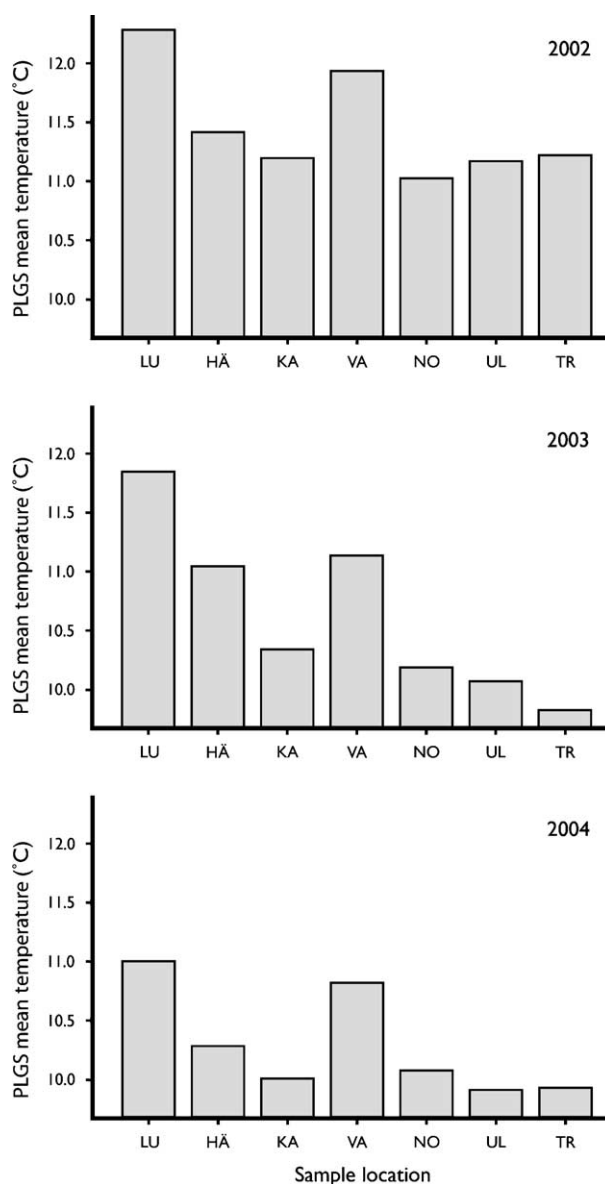 2002
PLGS mean temperature (˚C)
12.0
11.5
11.0
10.5
10.0
LU HÄ KA VA NO UL TR
2003
PLGS mean temperature (˚C)
12.0
11.5
11.0
10.5
10.0
LU HÄ KA VA NO UL TR
2004
PLGS mean temperature (˚C)
12.0
11.5
11.0
10.5
10.0
LU HÄ KA VA NO UL TR
Sample location